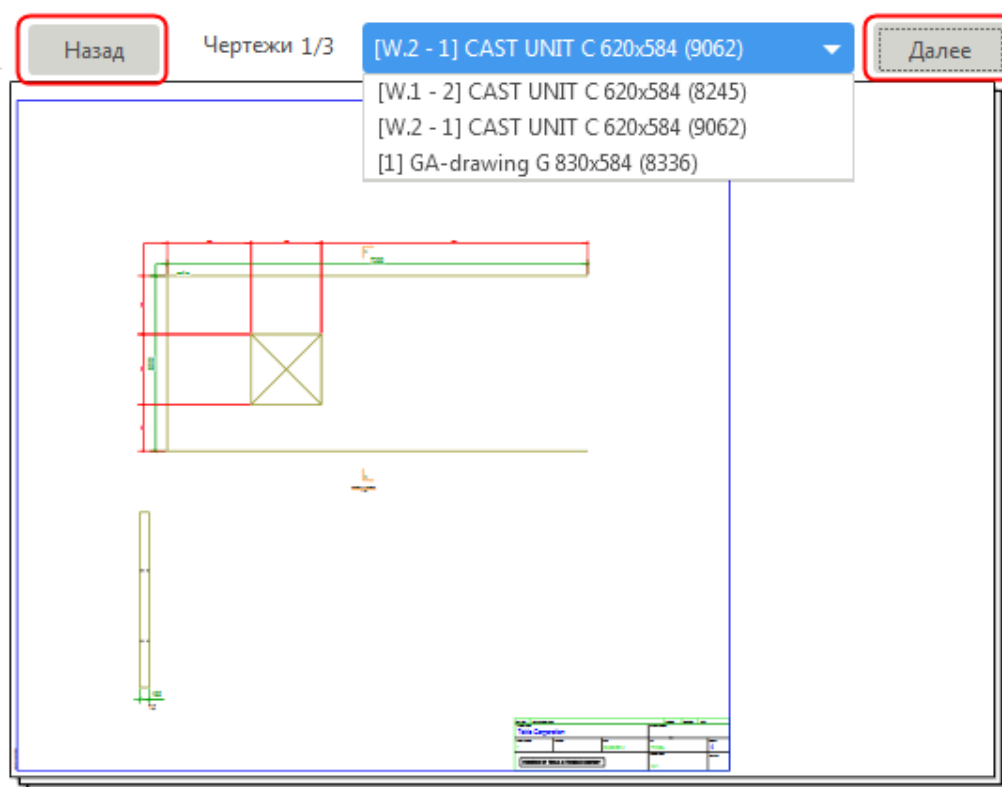 Назад
Чертежи 1/3
[W.2 - 1] CAST UNIT C 620x584 (9062)
Далее
[W.1 - 2] CAST UNIT C 620x584 (8245)
[W.2 - 1] CAST UNIT C 620x584 (9062)
[1] GA-drawing G 830x584 (8336)
Tekla Corporation